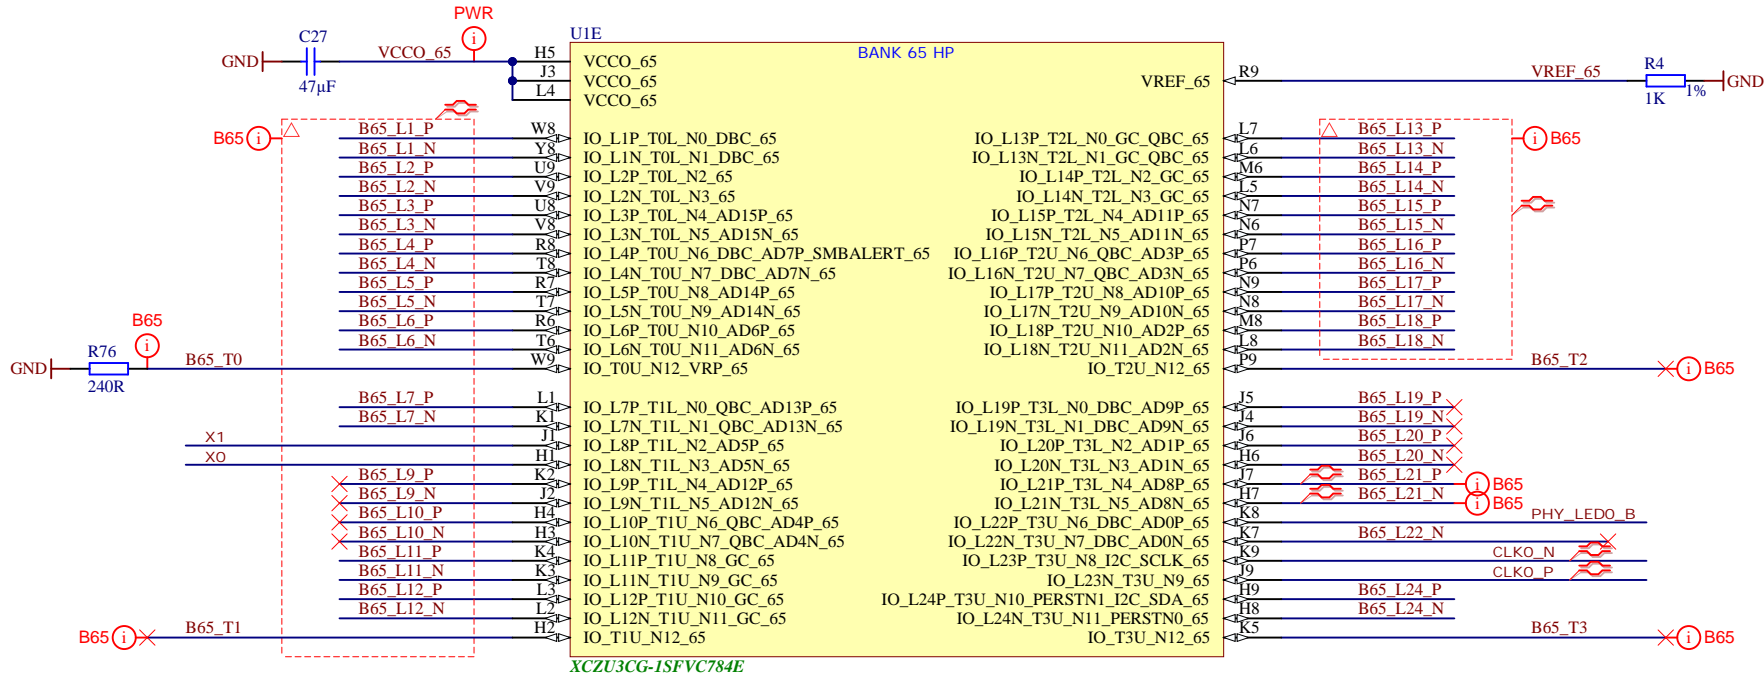 PWR
C27
GND
47µF
VCCO_65
U1E
BANK 65 HP
H5 VCCO_65
J3 VCCO_65
L4 VCCO_65
VREF_65 R9 VREF_65
R4
1K
1%
GND
B65
B65_L1_P W8 IO_L1P_T0L_N0_DBC_65
B65_L1_N Y8 IO_L1N_T0L_N1_DBC_65
B65_L2_P U9 IO_L2P_T0L_N2_65
B65_L2_N V9 IO_L2N_T0L_N3_65
B65_L3_P U8 IO_L3P_T0L_N4_AD15P_65
B65_L3_N V8 IO_L3N_T0L_N5_AD15N_65
B65_L4_P R8 IO_L4P_T0U_N6_DBC_AD7P_SMBALERT_65
B65_L4_N T8 IO_L4N_T0U_N7_DBC_AD7N_65
B65_L5_P R7 IO_L5P_T0U_N8_AD14P_65
B65_L5_N T7 IO_L5N_T0U_N9_AD14N_65
B65_L6_P R6 IO_L6P_T0U_N10_AD6P_65
B65_L6_N T6 IO_L6N_T0U_N11_AD6N_65
B65
R76
GND
240R
B65_T0 W9 IO_T0U_N12_VRP_65
B65_L7_P L1 IO_L7P_T1L_N0_QBC_AD13P_65
B65_L7_N K1 IO_L7N_T1L_N1_QBC_AD13N_65
X1 J1 IO_L8P_T1L_N2_AD5P_65
X0 H1 IO_L8N_T1L_N3_AD5N_65
B65_L9_P K2 IO_L9P_T1L_N4_AD12P_65
B65_L9_N J2 IO_L9N_T1L_N5_AD12N_65
B65_L10_P H4 IO_L10P_T1U_N6_QBC_AD4P_65
B65_L10_N H3 IO_L10N_T1U_N7_QBC_AD4N_65
B65_L11_P K4 IO_L11P_T1U_N8_GC_65
B65_L11_N K3 IO_L11N_T1U_N9_GC_65
B65_L12_P L3 IO_L12P_T1U_N10_GC_65
B65_L12_N L2 IO_L12N_T1U_N11_GC_65
B65 B65_T1 H2 IO_T1U_N12_65
IO_L13P_T2L_N0_GC_QBC_65 L7 B65_L13_P B65
IO_L13N_T2L_N1_GC_QBC_65 L6 B65_L13_N
IO_L14P_T2L_N2_GC_65 M6 B65_L14_P
IO_L14N_T2L_N3_GC_65 L5 B65_L14_N
IO_L15P_T2L_N4_AD11P_65 N7 B65_L15_P
IO_L15N_T2L_N5_AD11N_65 N6 B65_L15_N
IO_L16P_T2U_N6_QBC_AD3P_65 P7 B65_L16_P
IO_L16N_T2U_N7_QBC_AD3N_65 P6 B65_L16_N
IO_L17P_T2U_N8_AD10P_65 N9 B65_L17_P
IO_L17N_T2U_N9_AD10N_65 N8 B65_L17_N
IO_L18P_T2U_N10_AD2P_65 M8 B65_L18_P
IO_L18N_T2U_N11_AD2N_65 L8 B65_L18_N
IO_T2U_N12_65 P9 B65_T2 B65
IO_L19P_T3L_N0_DBC_AD9P_65 J5 B65_L19_P
IO_L19N_T3L_N1_DBC_AD9N_65 J4 B65_L19_N
IO_L20P_T3L_N2_AD1P_65 J6 B65_L20_P
IO_L20N_T3L_N3_AD1N_65 H6 B65_L20_N
IO_L21P_T3L_N4_AD8P_65 J7 B65_L21_P B65
IO_L21N_T3L_N5_AD8N_65 H7 B65_L21_N B65
IO_L22P_T3U_N6_DBC_AD0P_65 K8 PHY_LED0_B
IO_L22N_T3U_N7_DBC_AD0N_65 K7 B65_L22_N
IO_L23P_T3U_N8_I2C_SCLK_65 K9 CLK0_N
IO_L23N_T3U_N9_65 J9 CLK0_P
IO_L24P_T3U_N10_PERSTN1_I2C_SDA_65 H9 B65_L24_P
IO_L24N_T3U_N11_PERSTN0_65 H8 B65_L24_N
IO_T3U_N12_65 K5 B65_T3 B65
XCZU3CG-1SFVC784E